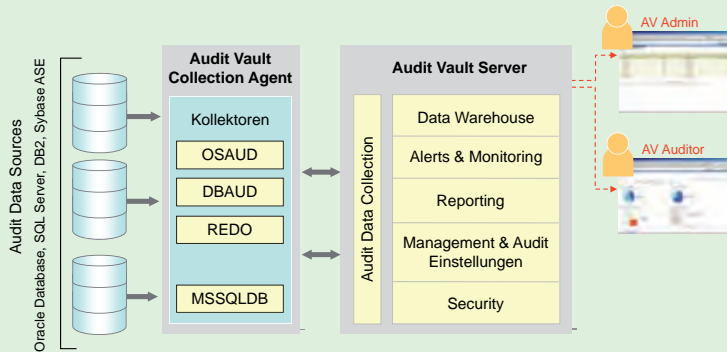 Audit Data Sources
Oracle Database, SQL Server, DB2, Sybase ASE
Audit Vault
Collection Agent
Kollektoren
OSAUD
DBAUD
REDO
MSSQLDB
Audit Vault Server
Audit Data Collection
Data Warehouse
Alerts & Monitoring
Reporting
Management & Audit
Einstellungen
Security
AV Admin
AV Auditor